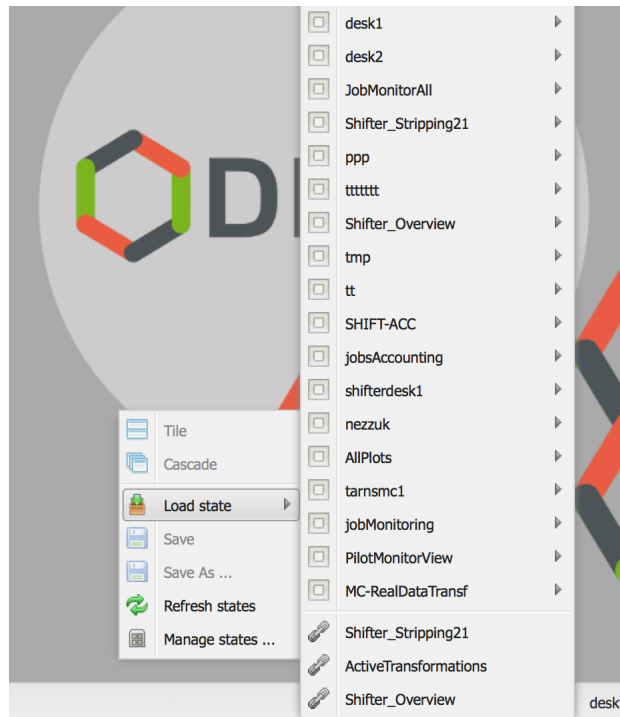 desk1
desk2
JobMonitorAll
Shifter_Stripping21
ppp
ttttttt
Shifter_Overview
tmp
tt
SHIFT-ACC
jobsAccounting
shifterdesk1
nezzuk
AllPlots
tarnsmc1
jobMonitoring
PilotMonitorView
MC-RealDataTransf
Shifter_Stripping21
ActiveTransformations
Shifter_Overview
Tile
Cascade
Load state
Save
Save As ...
Refresh states
Manage states ...
desk